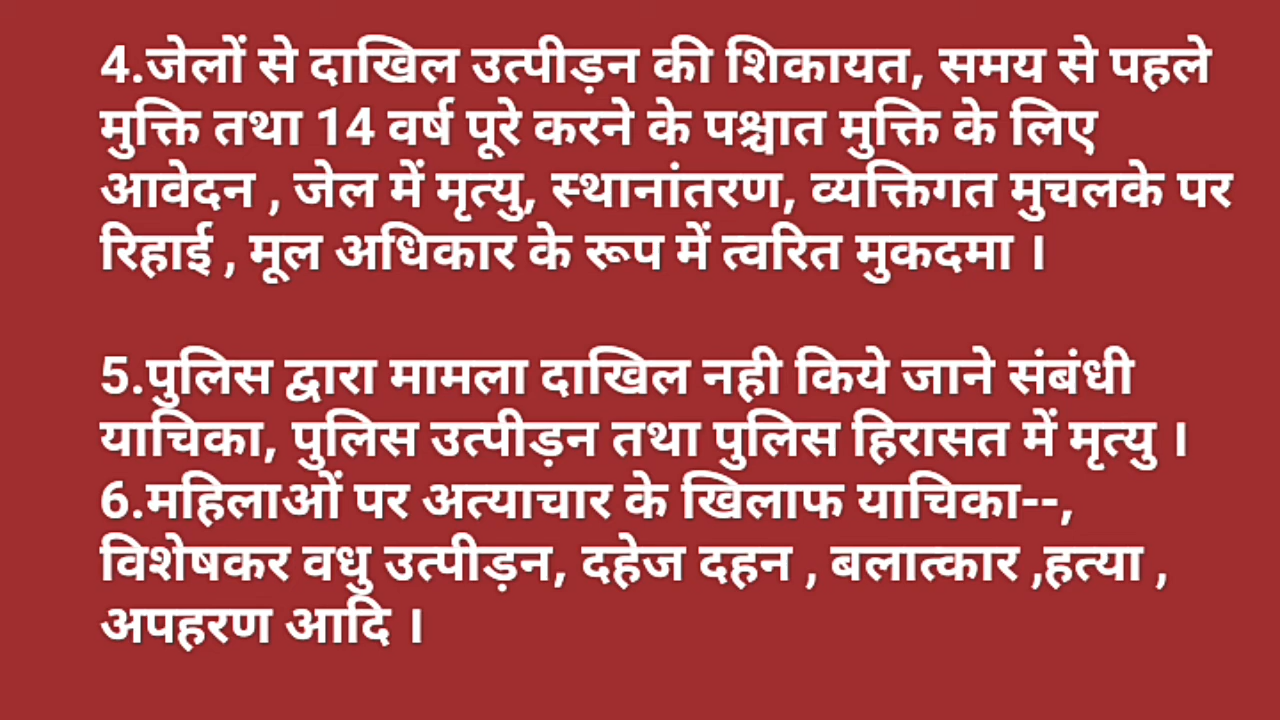 4.जेलों से दाखिल उत्पीड़न की शिकायत, समय से पहले
मुक्ति तथा 14 वर्ष पूरे करने के पश्चात मुक्ति के लिए
आवेदन , जेल में मृत्यु, स्थानांतरण, व्यक्तिगत मुचलके पर
रिहाई , मूल अधिकार के रूप में त्वरित मुकदमा ।
5.पुलिस द्वारा मामला दाखिल नही किये जाने संबंधी
याचिका, पुलिस उत्पीड़न तथा पुलिस हिरासत में मृत्यु ।
6.महिलाओं पर अत्याचार के खिलाफ याचिका--,
विशेषकर वधु उत्पीड़न, दहेज दहन , बलात्कार ,हत्या ,
अपहरण आदि ।